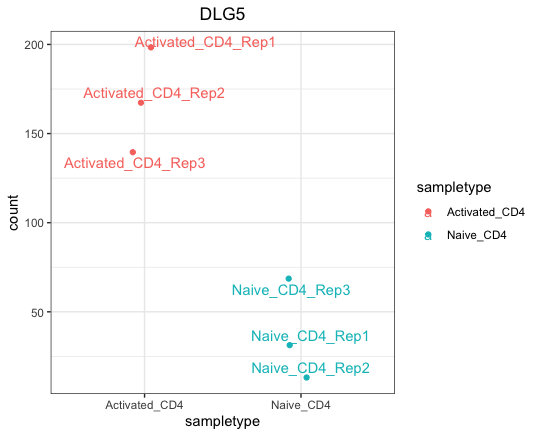 DLG5
count
200
150
100
50
Activated_CD4_Rep1
Activated_CD4_Rep2
Activated_CD4_Rep3
Naive_CD4_Rep3
Naive_CD4_Rep1
Naive_CD4_Rep2
Activated_CD4
Naive_CD4
sampletype
sampletype
a Activated_CD4
a Naive_CD4